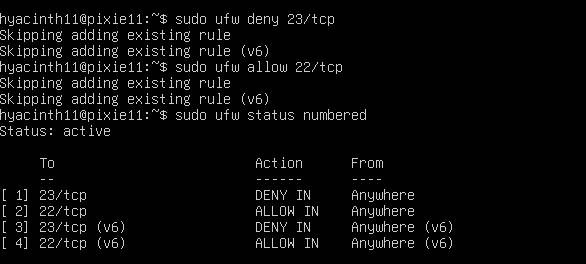 hyacinth11@pixie11:~$ sudo ufw deny 23/tcp
Skipping adding existing rule
Skipping adding existing rule (v6)
hyacinth11@pixie11:~$ sudo ufw allow 22/tcp
Skipping adding existing rule
Skipping adding existing rule (v6)
hyacinth11@pixie11:~$ sudo ufw status numbered
Status: active
To Action From
-- ------ ----
[ 1] 23/tcp DENY IN Anywhere
[ 2] 22/tcp ALLOW IN Anywhere
[ 3] 23/tcp (v6) DENY IN Anywhere (v6)
[ 4] 22/tcp (v6) ALLOW IN Anywhere (v6)